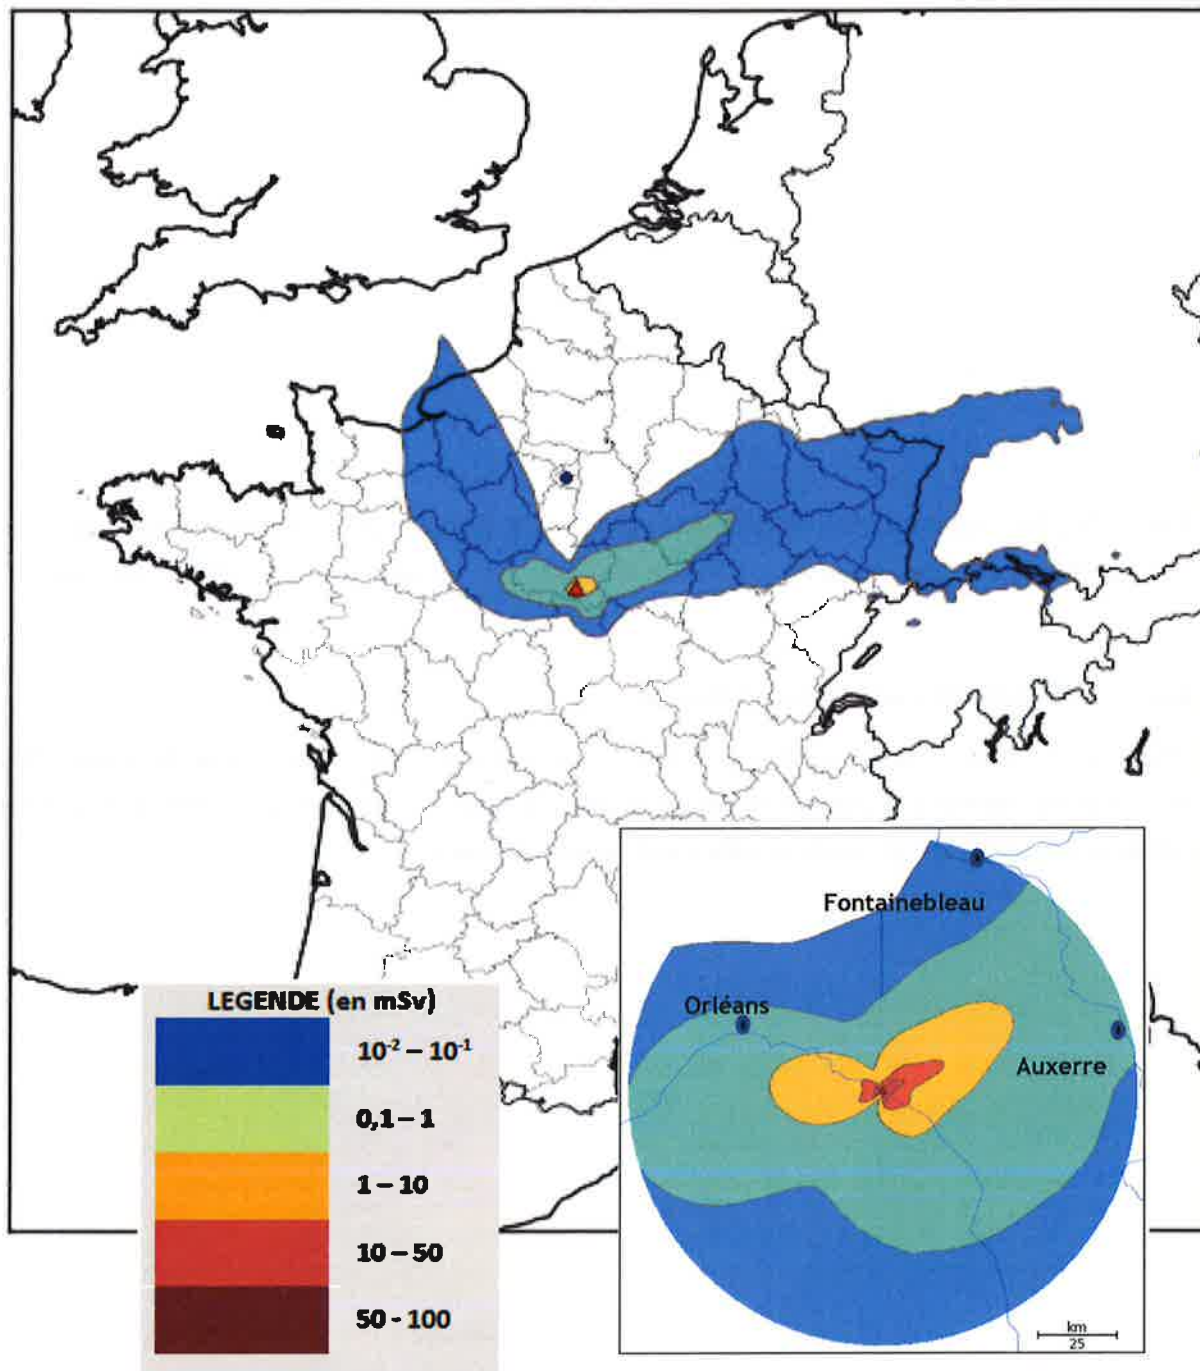 Fontainebleau
Orléans
Auxerre
km
25
LEGENDE (en mSv)
10⁻² – 10⁻¹
0,1 – 1
1 – 10
10 – 50
50 - 100